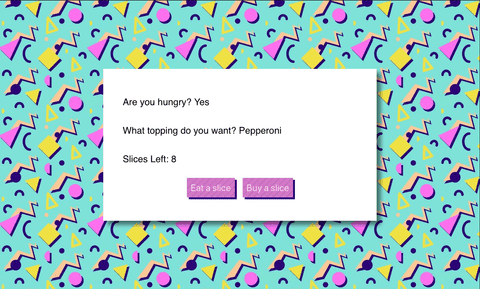 Are you hungry? Yes
What topping do you want? Pepperoni
Slices Left: 8
Eat a slice Buy a slice